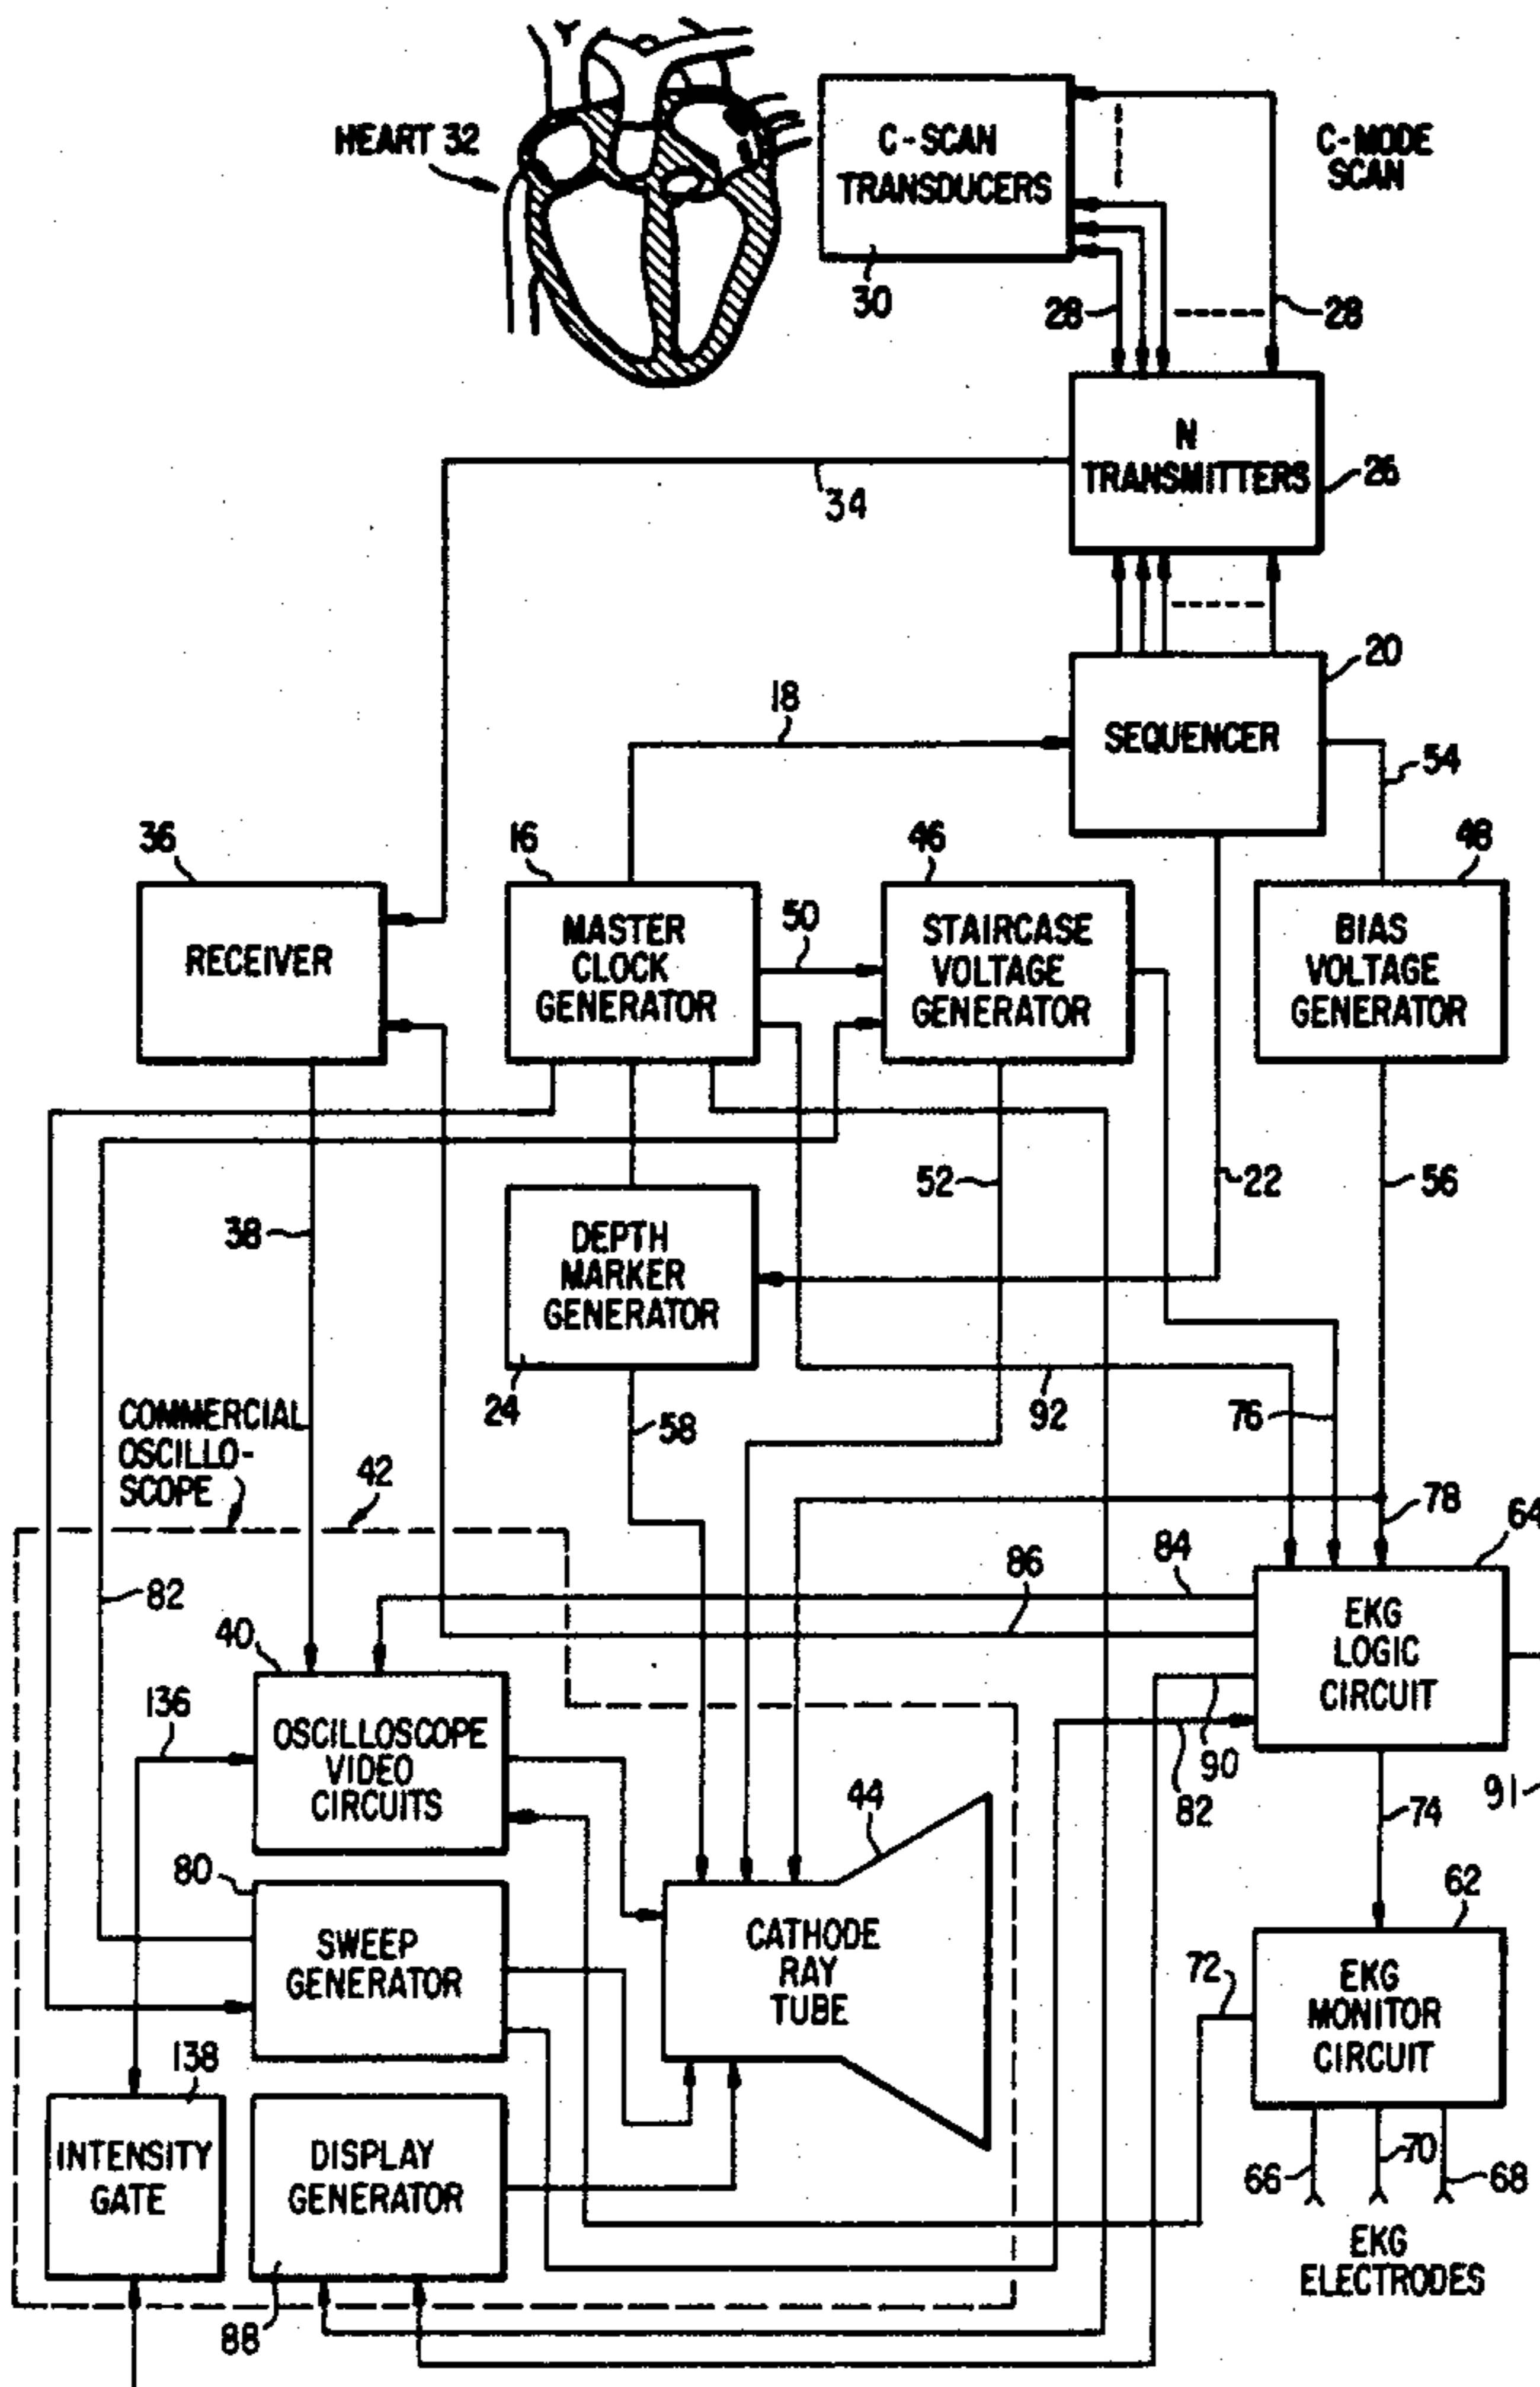 HEART 32
C-SCAN
TRANSDUCERS
30
C-MODE
SCAN
28
28
N
TRANSMITTERS
26
34
20
SEQUENCER
18
54
36
RECEIVER
16
MASTER
CLOCK
GENERATOR
50
46
STAIRCASE
VOLTAGE
GENERATOR
48
BIAS
VOLTAGE
GENERATOR
38
52
22
56
DEPTH
MARKER
GENERATOR
24
58
92
76
78
64
COMMERCIAL
OSCILLO-
SCOPE
42
82
84
86
40
EKG
LOGIC
CIRCUIT
136
OSCILLOSCOPE
VIDEO
CIRCUITS
90
82
91
44
74
80
SWEEP
GENERATOR
CATHODE
RAY
TUBE
62
72
EKG
MONITOR
CIRCUIT
138
INTENSITY
GATE
DISPLAY
GENERATOR
88
66
70
68
EKG
ELECTRODES